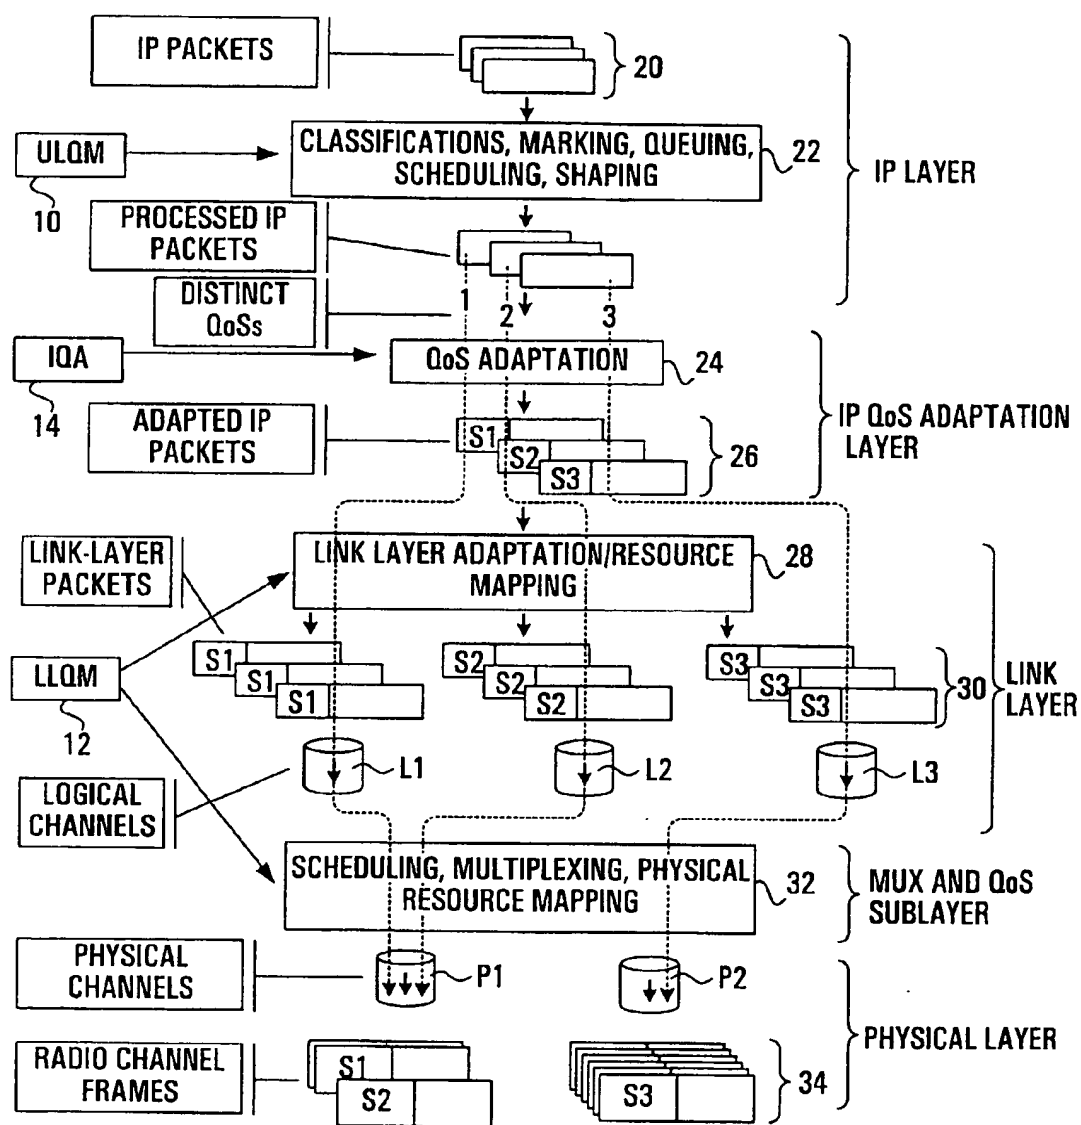 IP PACKETS
20
ULQM
10
CLASSIFICATIONS, MARKING, QUEUING,
SCHEDULING, SHAPING
22
IP LAYER
PROCESSED IP
PACKETS
DISTINCT
QoSs
1
2
3
IQA
14
QoS ADAPTATION
24
ADAPTED IP
PACKETS
S1
S2
S3
26
IP QoS ADAPTATION
LAYER
LINK-LAYER
PACKETS
LINK LAYER ADAPTATION/RESOURCE
MAPPING
28
LLQM
12
S1
S1
S1
S2
S2
S2
S3
S3
S3
30
LINK
LAYER
LOGICAL
CHANNELS
L1
L2
L3
SCHEDULING, MULTIPLEXING, PHYSICAL
RESOURCE MAPPING
32
MUX AND QoS
SUBLAYER
PHYSICAL
CHANNELS
P1
P2
PHYSICAL LAYER
RADIO CHANNEL
FRAMES
S1
S2
S3
34